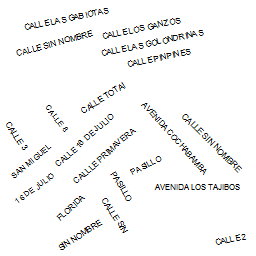 CALLE LAS GABIOTAS
CALLE SIN NOMBRE
CALLE LOS GANZOS
CALLE LAS GOLONDRINAS
CALLE PINPINES
CALLE TOTAI
CALLE 8
CALLE 3
AVENIDA COCHABAMBA
CALLE SIN NOMBRE
CALLE 16 DE JULIO
SAN MIGUEL
CALLE PRIMAVERA
PASILLO
16 DE JULIO
PASILLO
AVENIDA LOS TAJIBOS
FLORIDA
CALLE SIN
SIN NOMBRE
CALLE 2